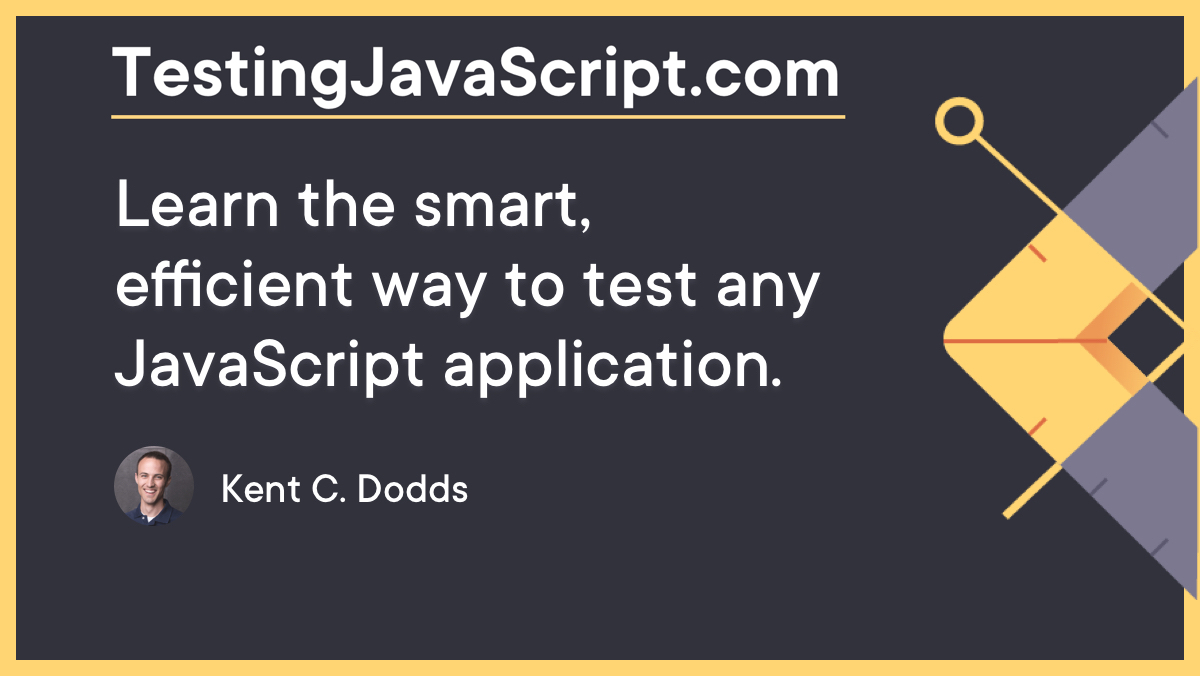 TestingJavaScript.com
Learn the smart,
efficient way to test any
JavaScript application.
Kent C. Dodds